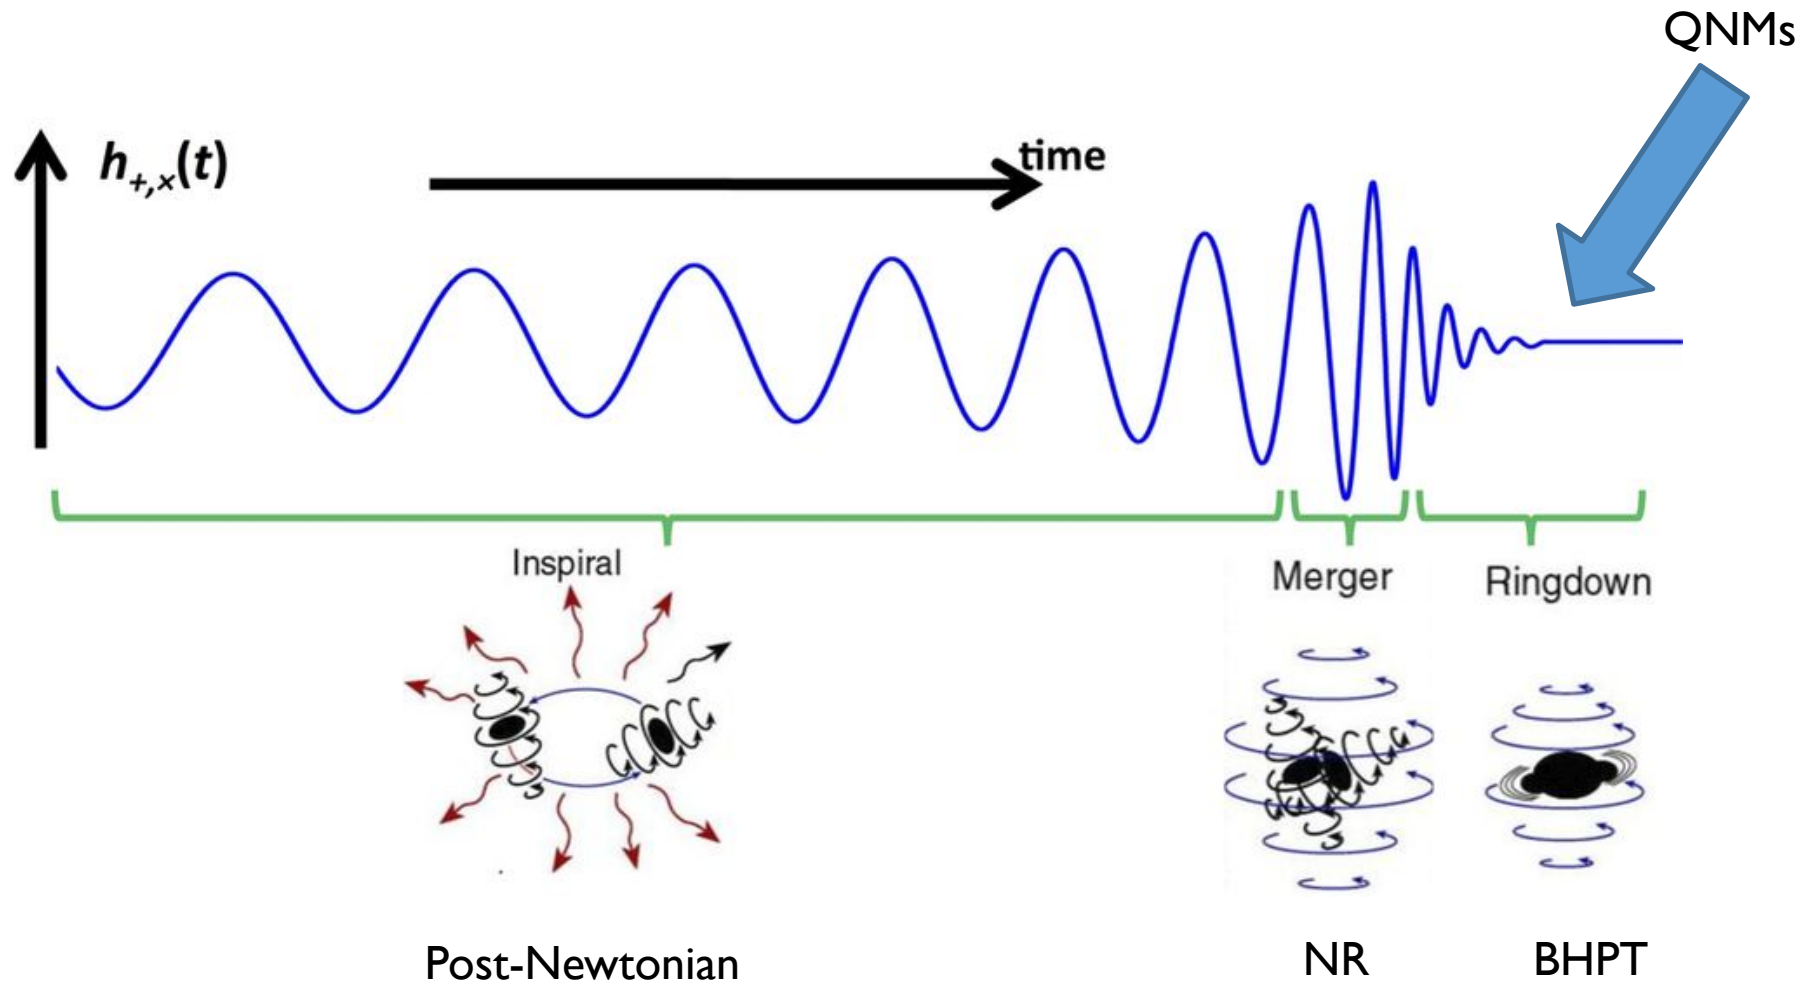 QNMs
h+,×(t)
time
Inspiral
Merger
Ringdown
Post-Newtonian
NR
BHPT